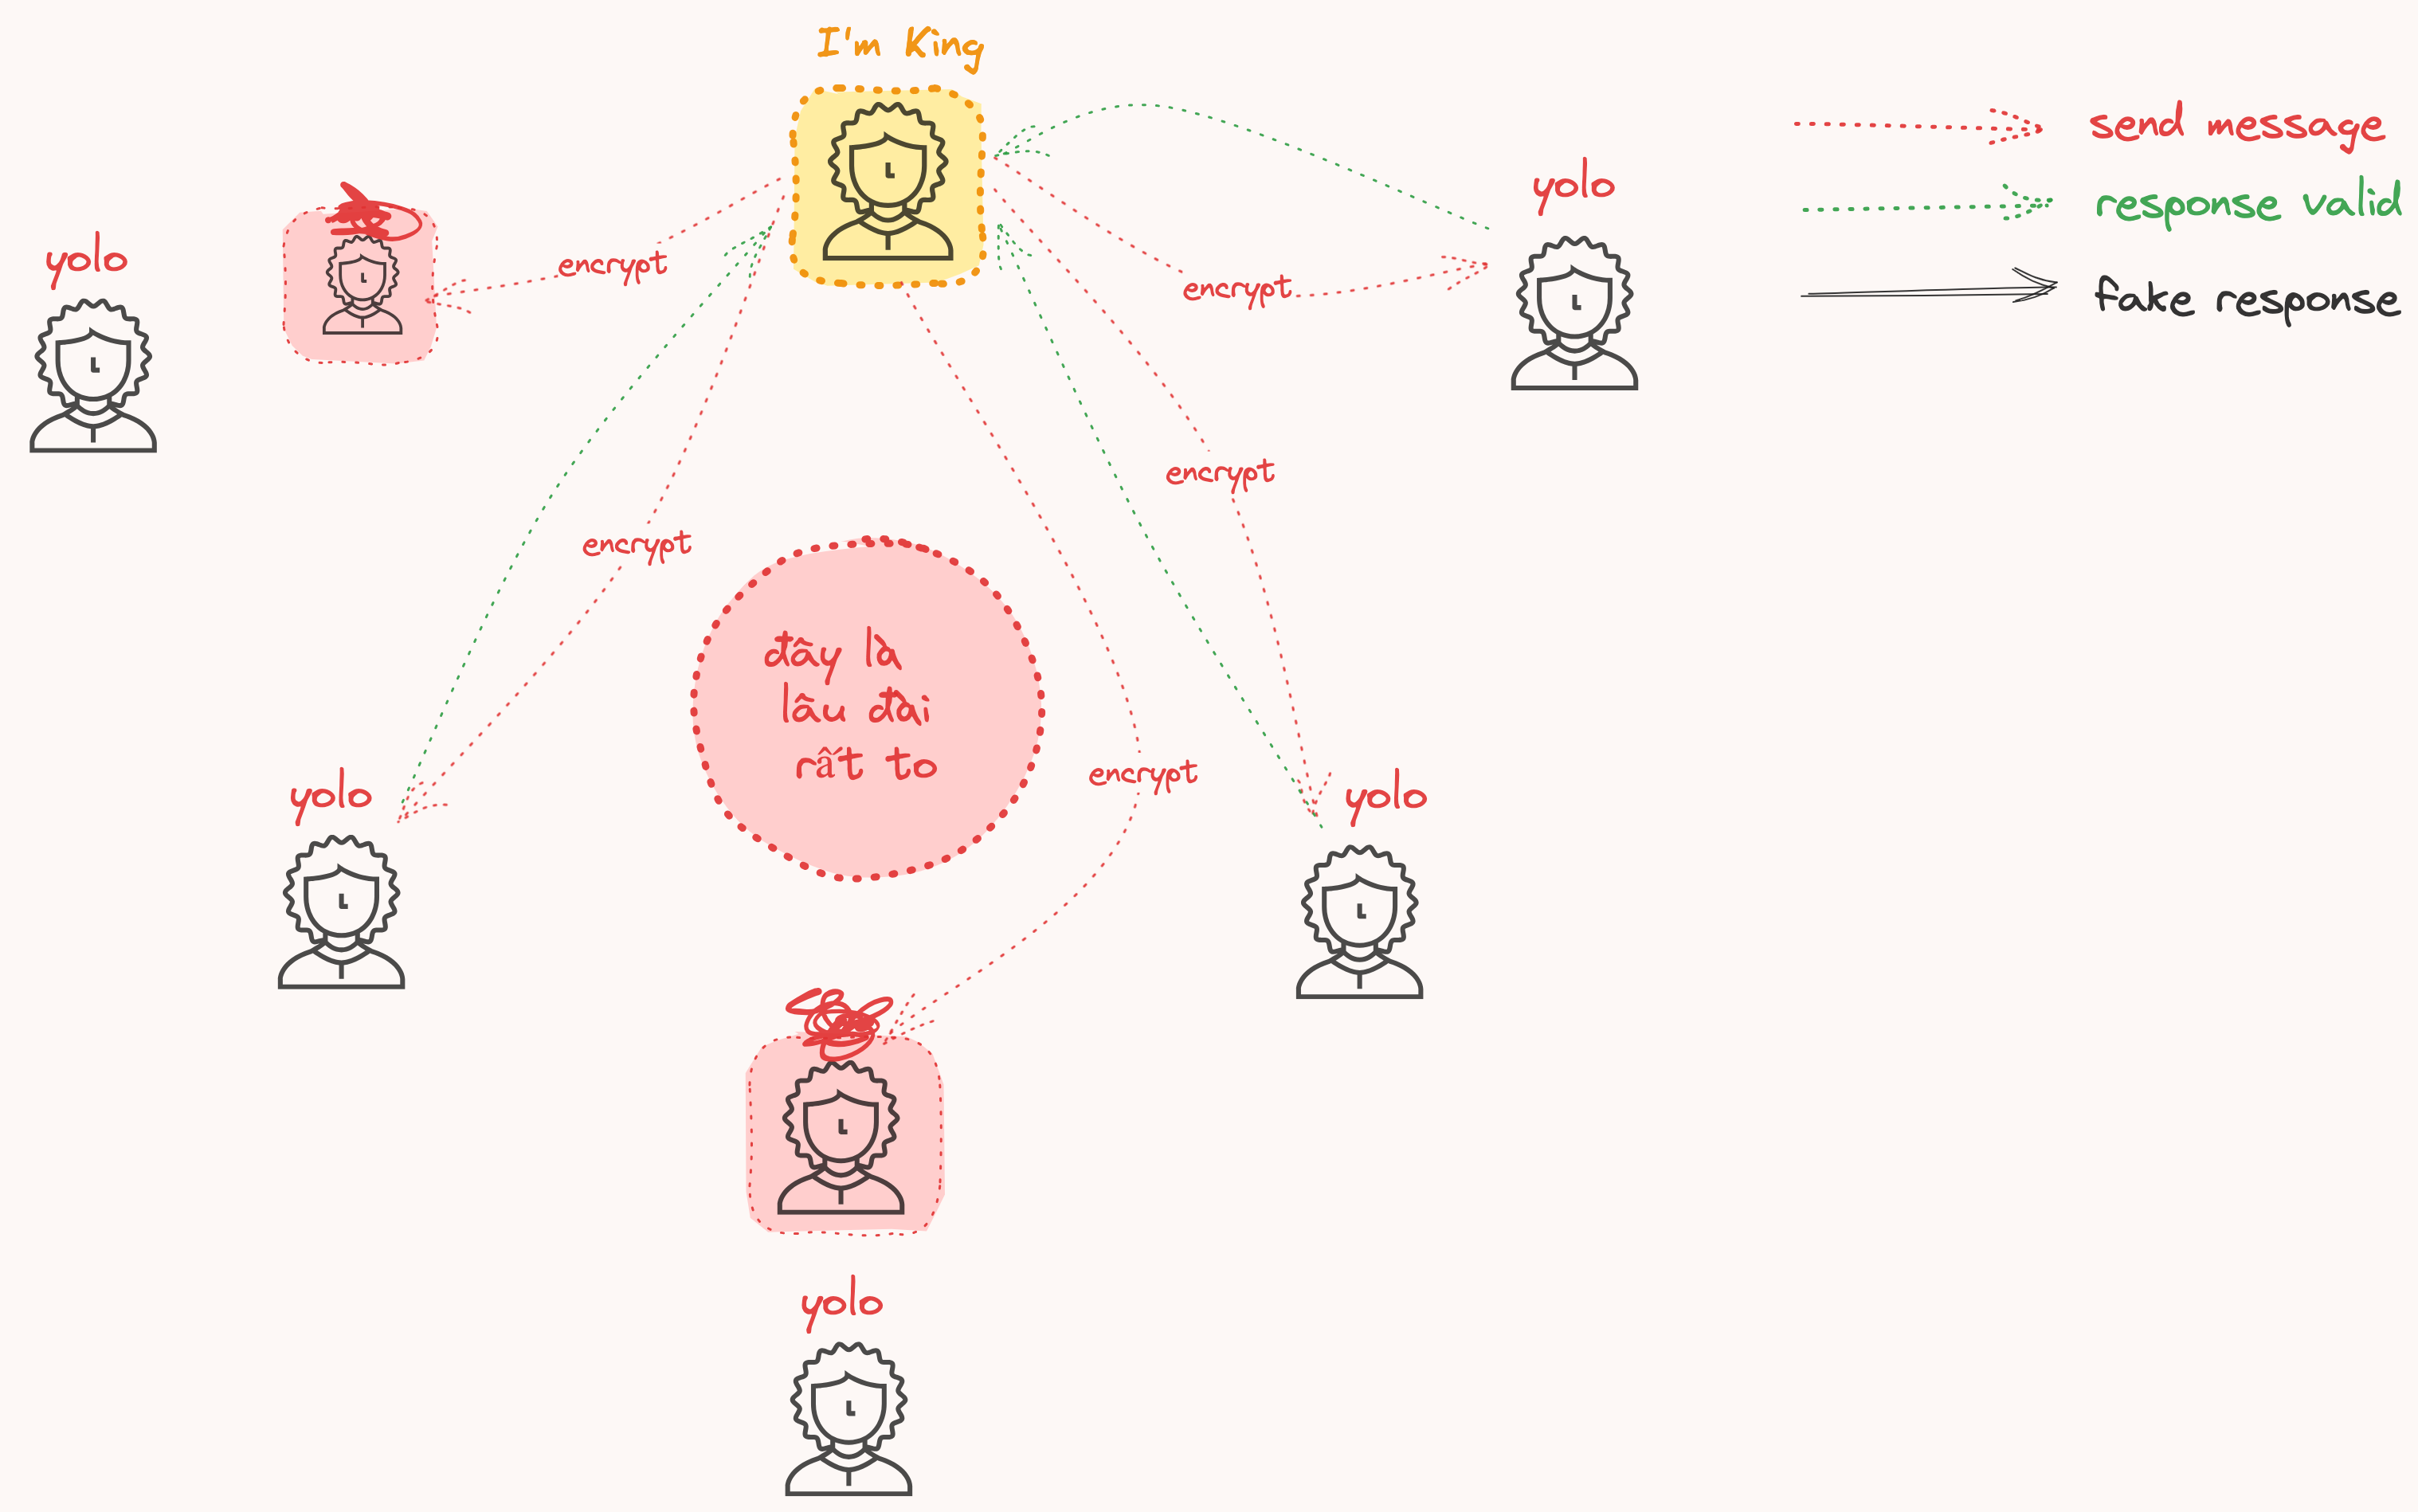 I'm King
send message
response valid
fake response
yolo
yolo
encrypt
encrypt
encrypt
encrypt
đây là
lâu đài
rất to
encrypt
yolo
yolo
yolo